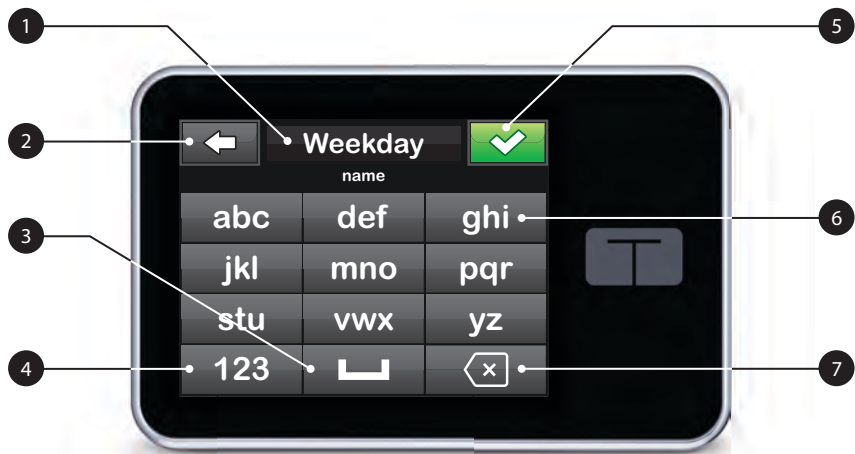 1
5
2
Weekday
name
abc
def
ghi
6
3
jkl
mno
pqr
stu
vwx
yz
4
123
7